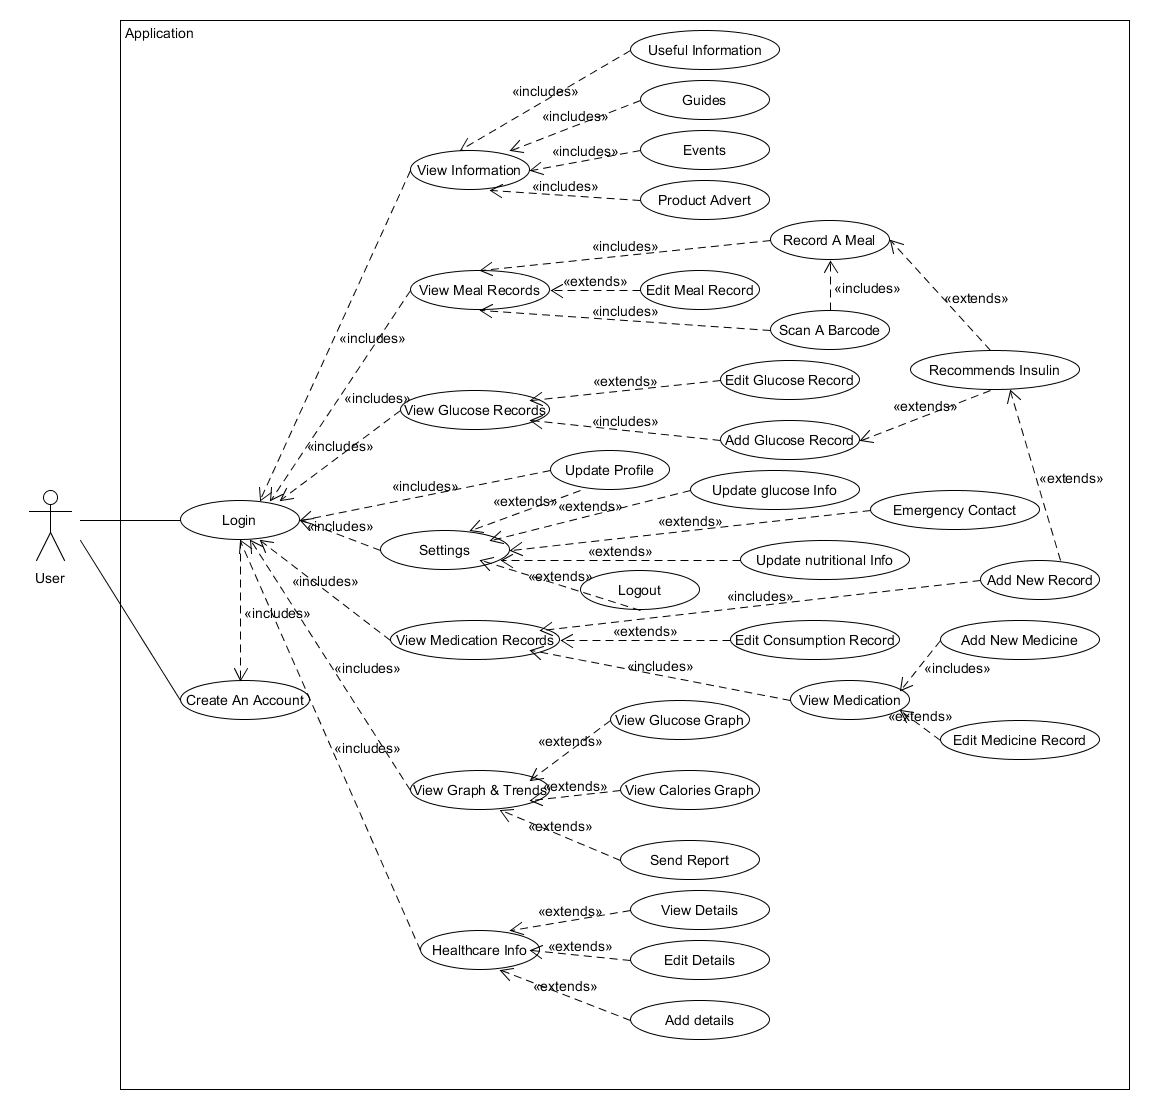 Application
Useful Information
«includes»
Guides
«includes»
Events
«includes»
View Information
Product Advert
«includes»
Record A Meal
«includes»
View Meal Records
«extends»
Edit Meal Record
«includes»
«extends»
«includes»
Scan A Barcode
«includes»
Recommends Insulin
Edit Glucose Record
«extends»
«includes»
View Glucose Records
«extends»
«includes»
Add Glucose Record
«includes»
Update Profile
«includes»
«extends»
Update glucose Info
«extends»
«extends»
Emergency Contact
Login
«includes»
«extends»
Settings
«extends»
Update nutritional Info
User
«includes»
«extends»
Logout
«includes»
Add New Record
«includes»
View Medication Records
«extends»
Edit Consumption Record
Add New Medicine
«includes»
«includes»
«includes»
Create An Account
View Medication
«extends»
View Glucose Graph
Edit Medicine Record
«includes»
«extends»
View Graph & Trends
«extends»
View Calories Graph
«extends»
Send Report
«extends»
View Details
Healthcare Info
«extends»
Edit Details
«extends»
Add details